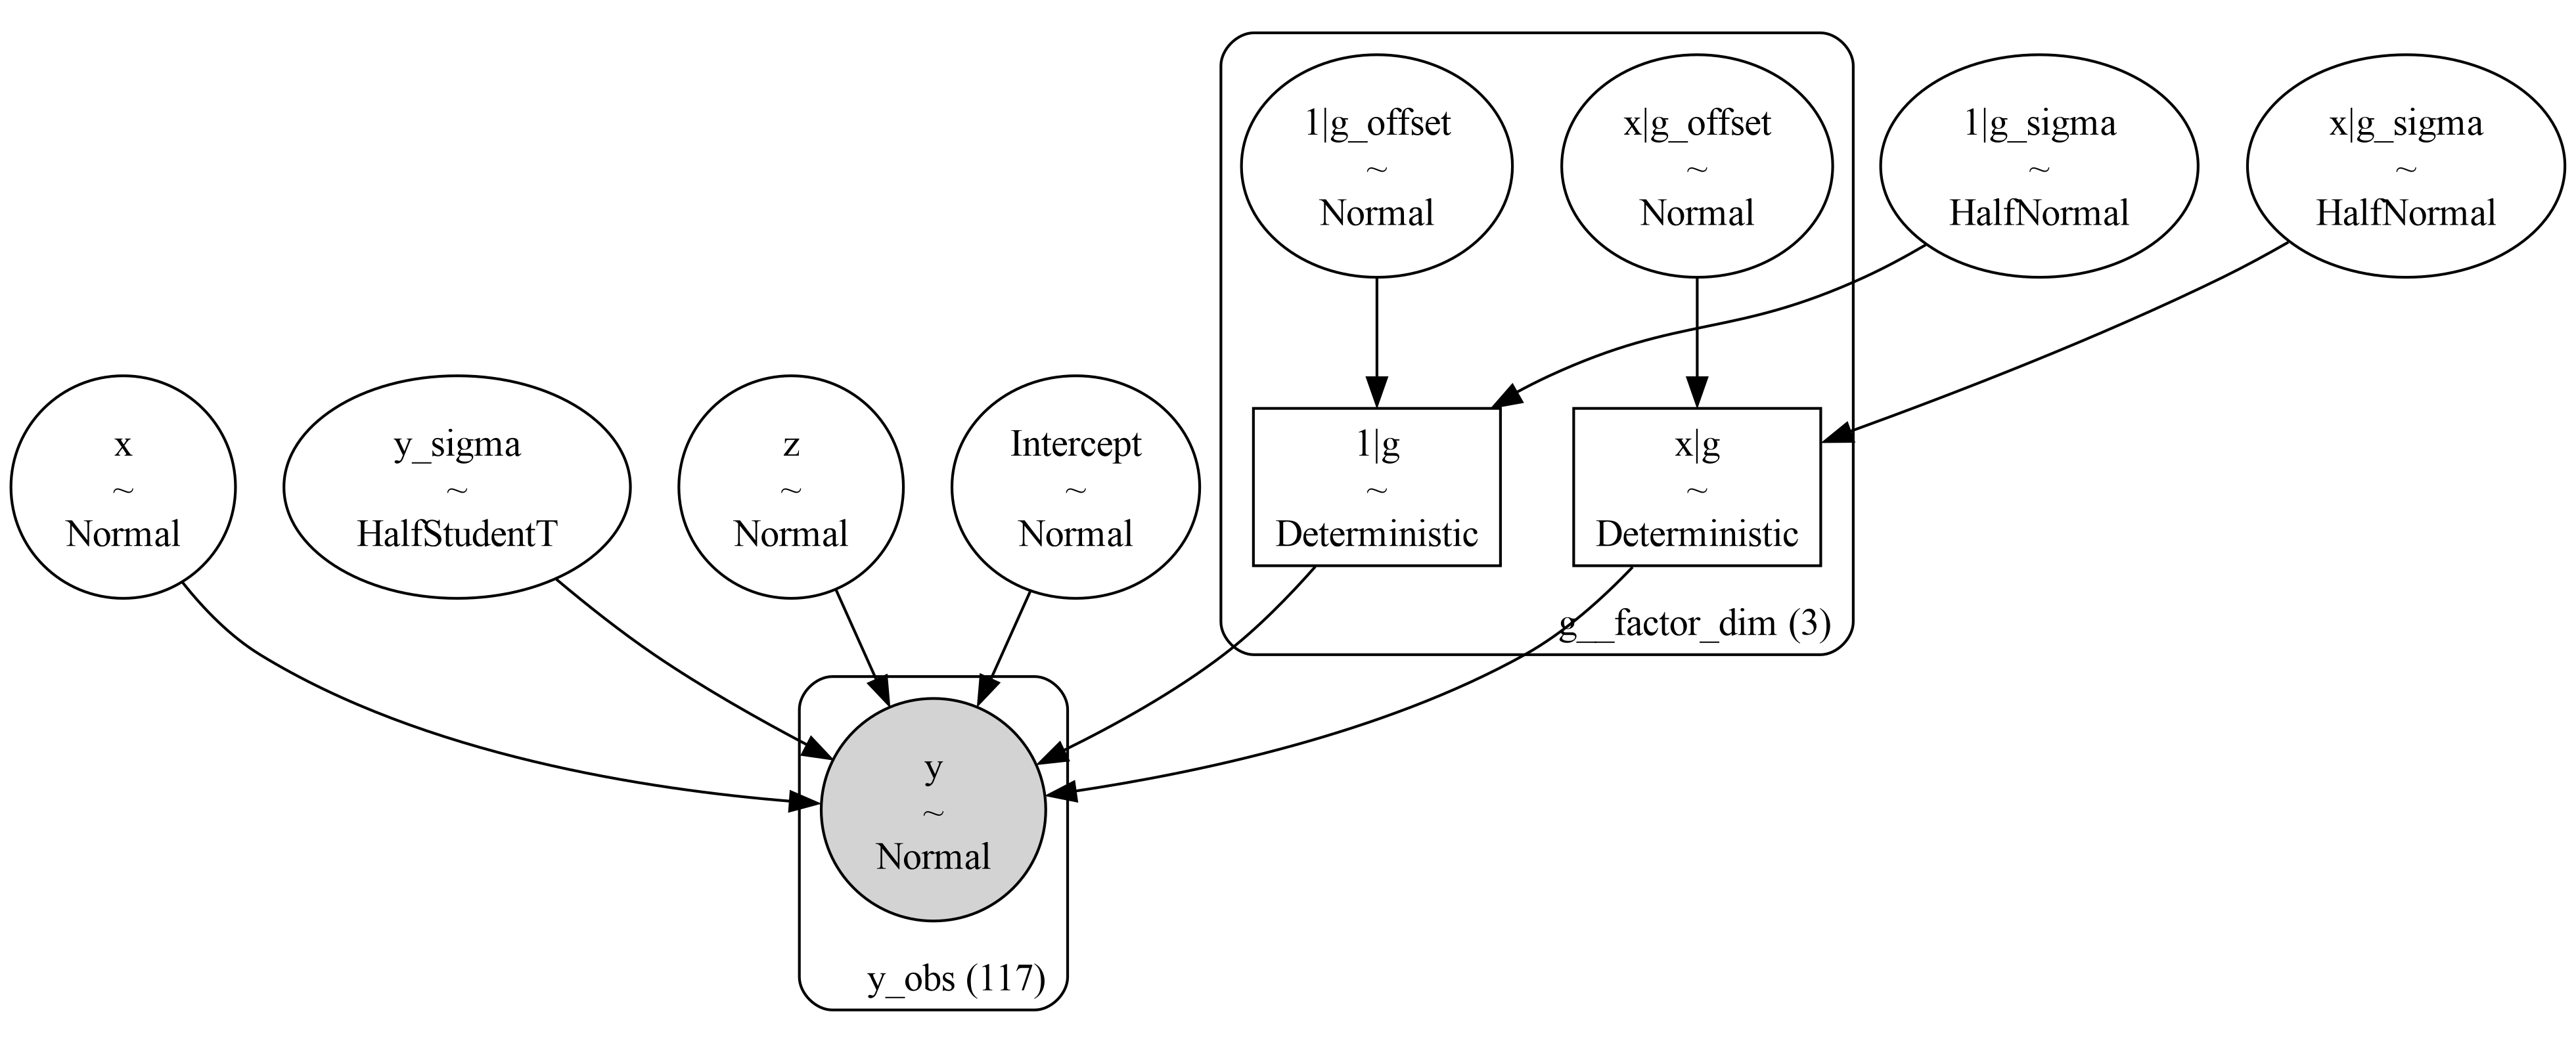 1|g_offset
~
Normal
x|g_offset
~
Normal
1|g_sigma
~
HalfNormal
x|g_sigma
~
HalfNormal
x
~
Normal
y_sigma
~
HalfStudentT
z
~
Normal
Intercept
~
Normal
1|g
~
Deterministic
x|g
~
Deterministic
g__factor_dim (3)
y
~
Normal
y_obs (117)